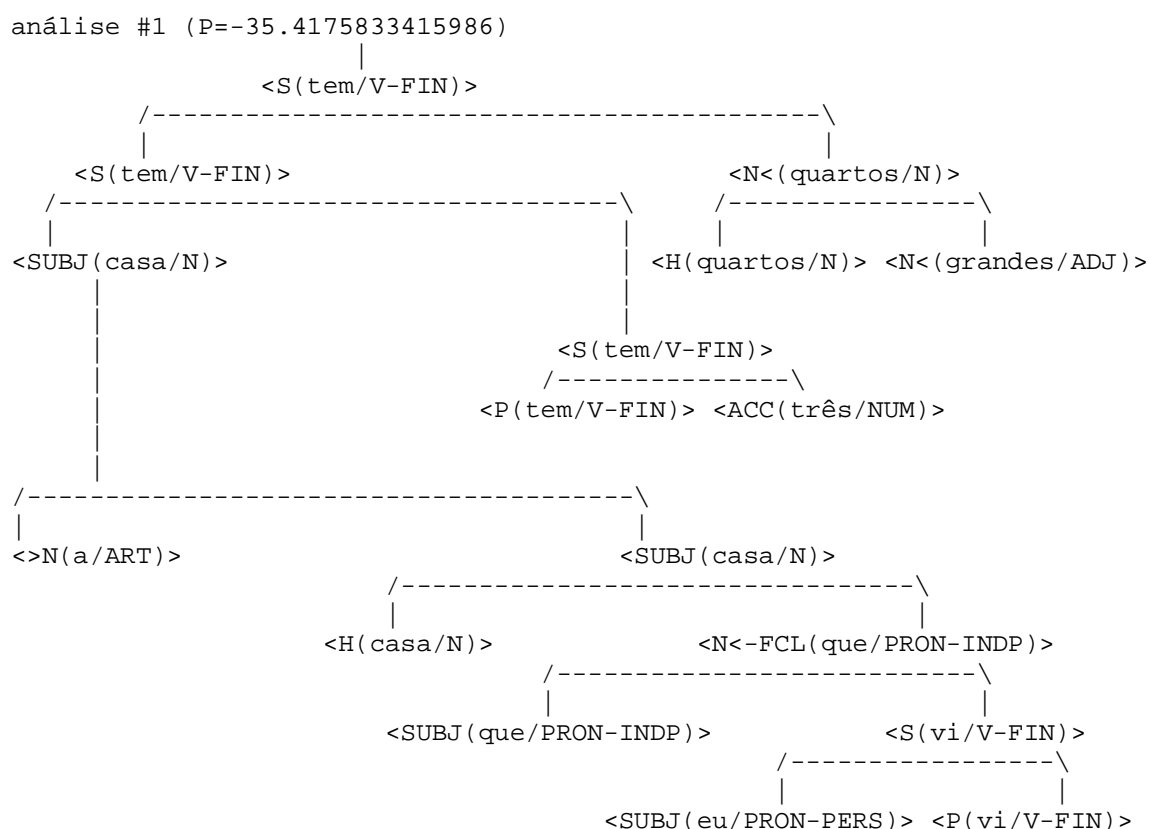 análise #1 (P=-35.4175833415986)
|
<S(tem/V-FIN)>
/-------------------------------------------\
| |
<S(tem/V-FIN)> <N<(quartos/N)>
/------------------------------------\ /----------------\
| | | |
<SUBJ(casa/N)> | <H(quartos/N)> <N<(grandes/ADJ)>
| |
| |
| <S(tem/V-FIN)>
| /---------------\
| <P(tem/V-FIN)> <ACC(três/NUM)>
|
|
/---------------------------------------\
| |
<>N(a/ART)> <SUBJ(casa/N)>
/---------------------------------\
| |
<H(casa/N)> <N<-FCL(que/PRON-INDP)>
/---------------------------\
| |
<SUBJ(que/PRON-INDP)> <S(vi/V-FIN)>
/-----------------\
| |
<SUBJ(eu/PRON-PERS)> <P(vi/V-FIN)>